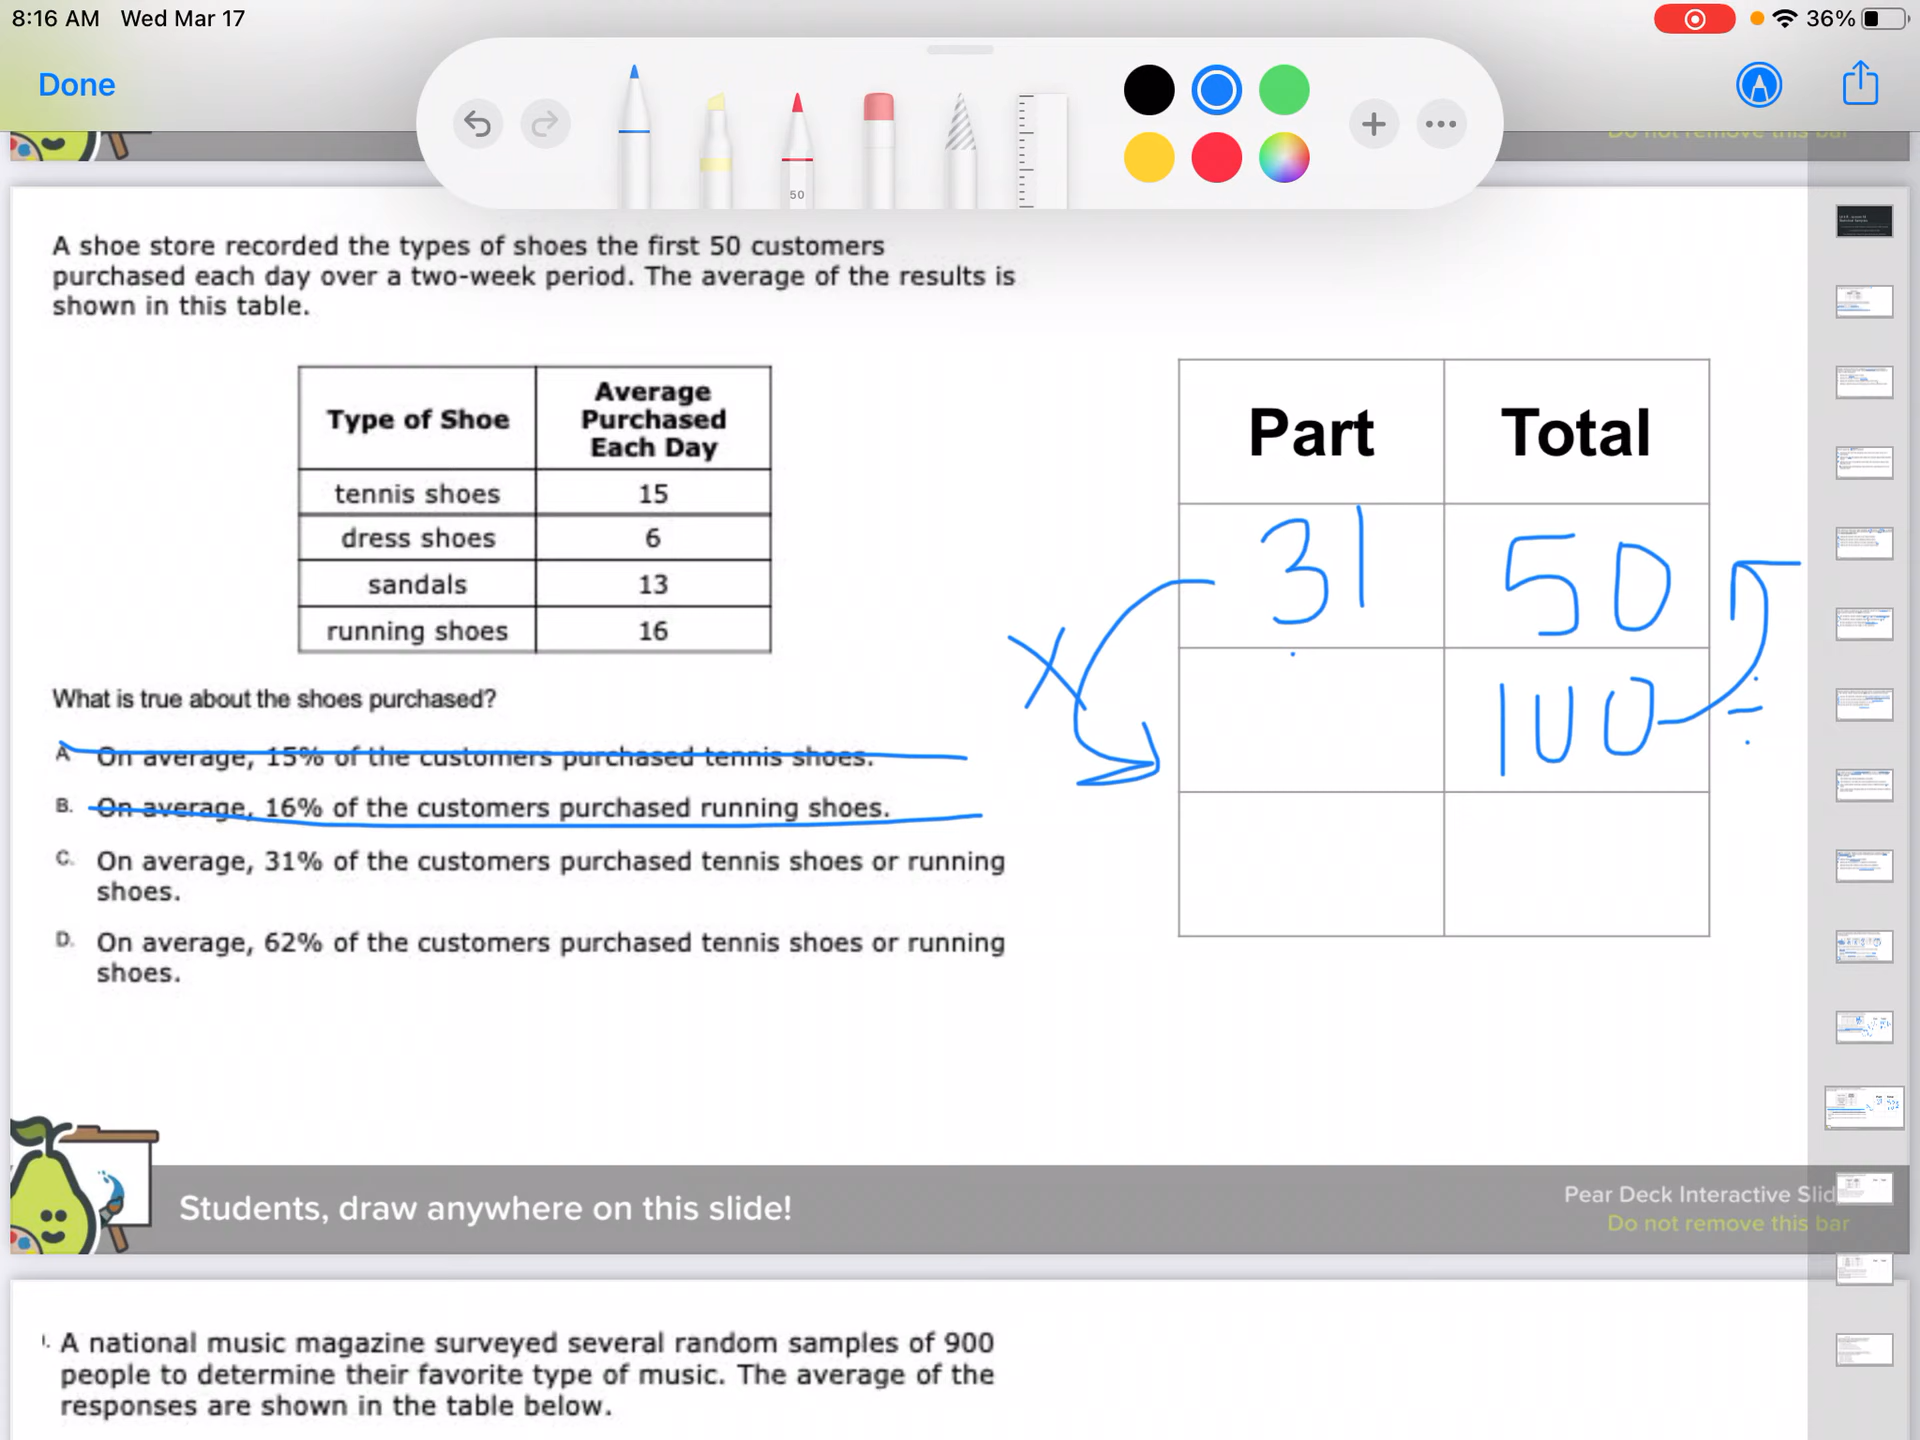 8:16 AM Wed Mar 17
36%
Done
50
Do not remove this bar
A shoe store recorded the types of shoes the first 50 customers
purchased each day over a two-week period. The average of the results is
shown in this table.
Type of Shoe
Average
Purchased
Each Day
tennis shoes 15
dress shoes 6
sandals 13
running shoes 16
Part Total
31 50
100
X
÷
What is true about the shoes purchased?
A On average, 15% of the customers purchased tennis shoes.
B. On average, 16% of the customers purchased running shoes.
C. On average, 31% of the customers purchased tennis shoes or running
shoes.
D. On average, 62% of the customers purchased tennis shoes or running
shoes.
Students, draw anywhere on this slide!
Pear Deck Interactive Slid
Do not remove this bar
1. A national music magazine surveyed several random samples of 900
people to determine their favorite type of music. The average of the
responses are shown in the table below.